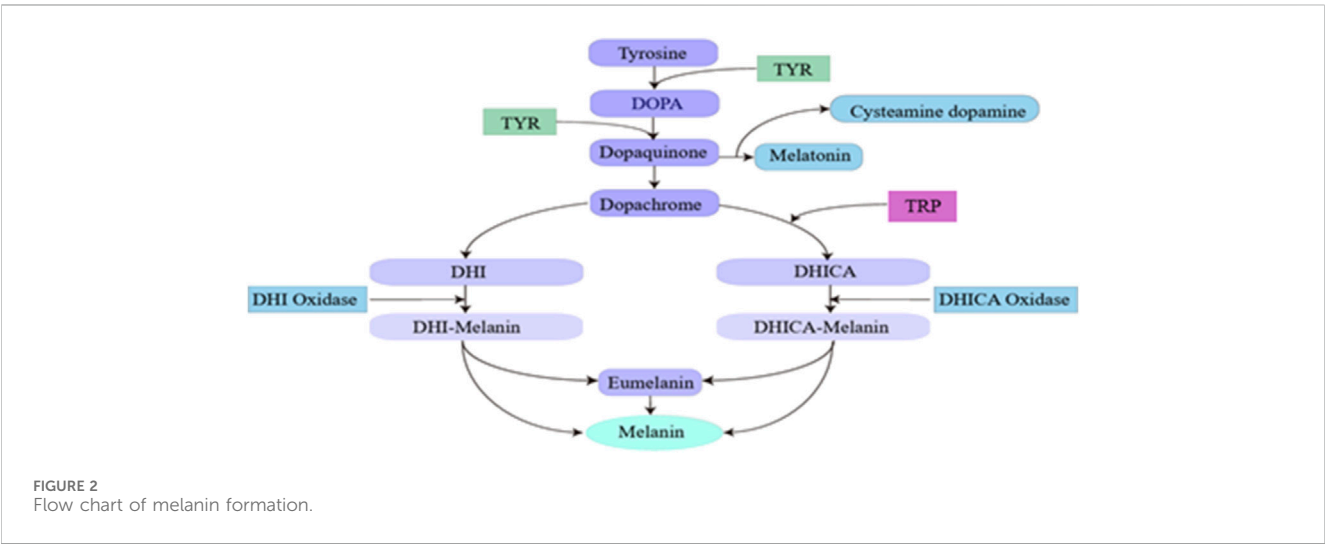 Tyrosine
TYR
DOPA
Cysteamine dopamine
TYR
Dopaquinone
Melatonin
Dopachrome
TRP
DHI
DHICA
DHI Oxidase
DHICA Oxidase
DHI-Melanin
DHICA-Melanin
Eumelanin
Melanin
FIGURE 2
Flow chart of melanin formation.